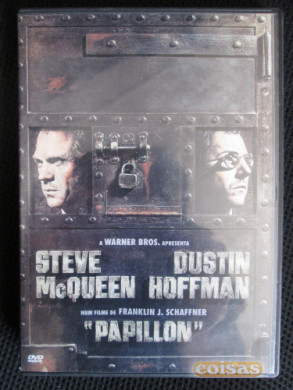 A WARNER BROS. APRESENTA
STEVE DUSTIN
McQUEEN HOFFMAN
NUM FILME DE FRANKLIN J. SCHAFFNER
"PAPILLON"
DVD
coisas